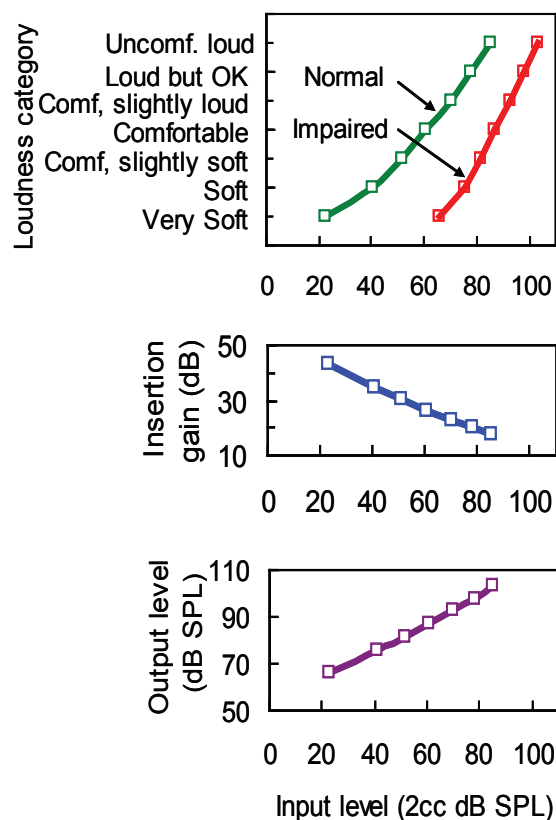 Loudness category
Uncomf. loud
Loud but OK
Comf, slightly loud
Comfortable
Comf, slightly soft
Soft
Very Soft
Normal
Impaired
0 20 40 60 80 100
Insertion
gain (dB)
50
30
10
0 20 40 60 80 100
Output level
(dB SPL)
110
90
70
50
0 20 40 60 80 100
Input level (2cc dB SPL)